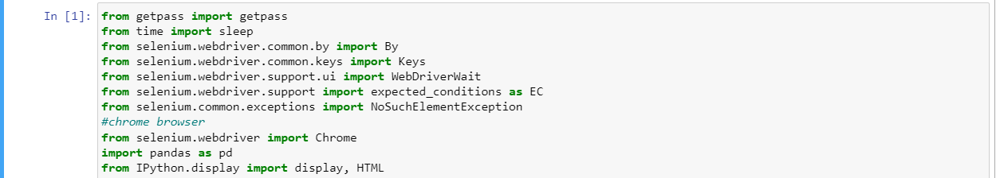 In [1]: from getpass import getpass
from time import sleep
from selenium.webdriver.common.by import By
from selenium.webdriver.common.keys import Keys
from selenium.webdriver.support.ui import WebDriverWait
from selenium.webdriver.support import expected_conditions as EC
from selenium.common.exceptions import NoSuchElementException
#chrome browser
from selenium.webdriver import Chrome
import pandas as pd
from IPython.display import display, HTML